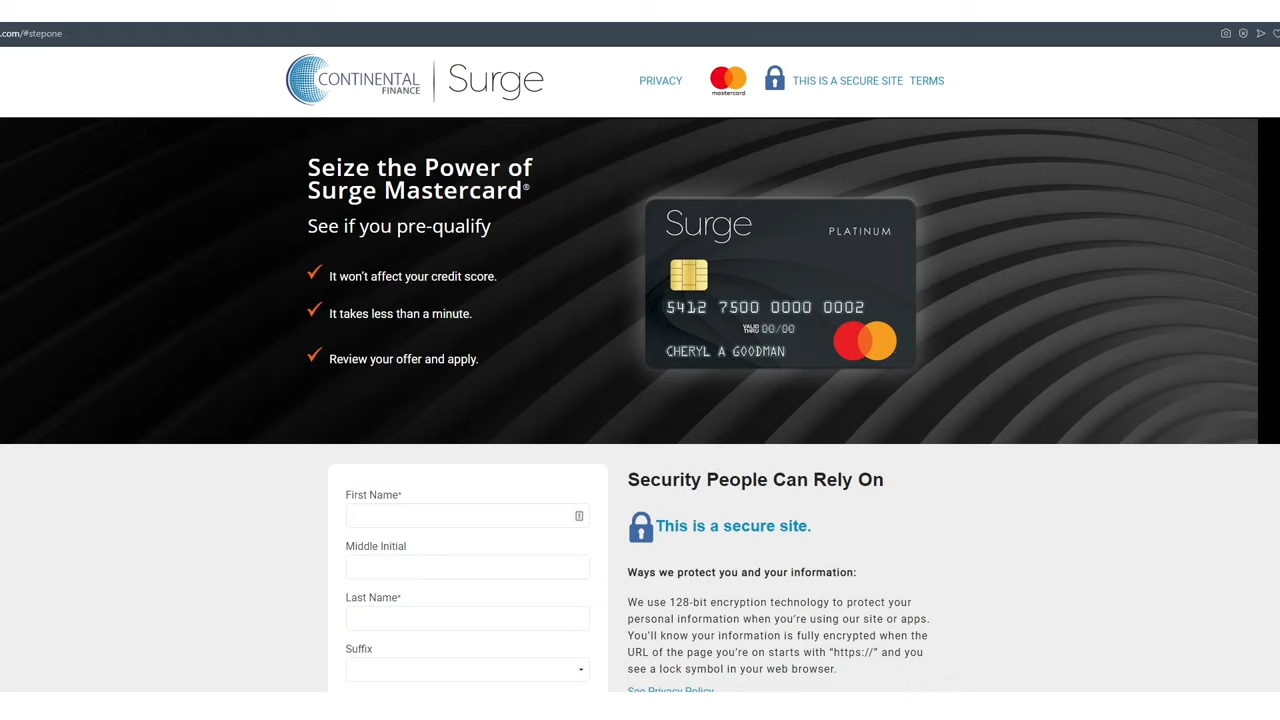 .com/#stepone
CONTINENTAL
FINANCE
Surge
PRIVACY
mastercard
THIS IS A SECURE SITE
TERMS
Seize the Power of
Surge Mastercard®
See if you pre-qualify
It won’t affect your credit score.
It takes less than a minute.
Review your offer and apply.
Surge
PLATINUM
5412 7500 0000 0002
VALID
THRU 00/00
CHERYL A GOODMAN
First Name*
Middle Initial
Last Name*
Suffix
Security People Can Rely On
This is a secure site.
Ways we protect you and your information:
We use 128-bit encryption technology to protect your
personal information when you’re using our site or apps.
You’ll know your information is fully encrypted when the
URL of the page you’re on starts with “https://” and you
see a lock symbol in your web browser.
See Privacy Policy